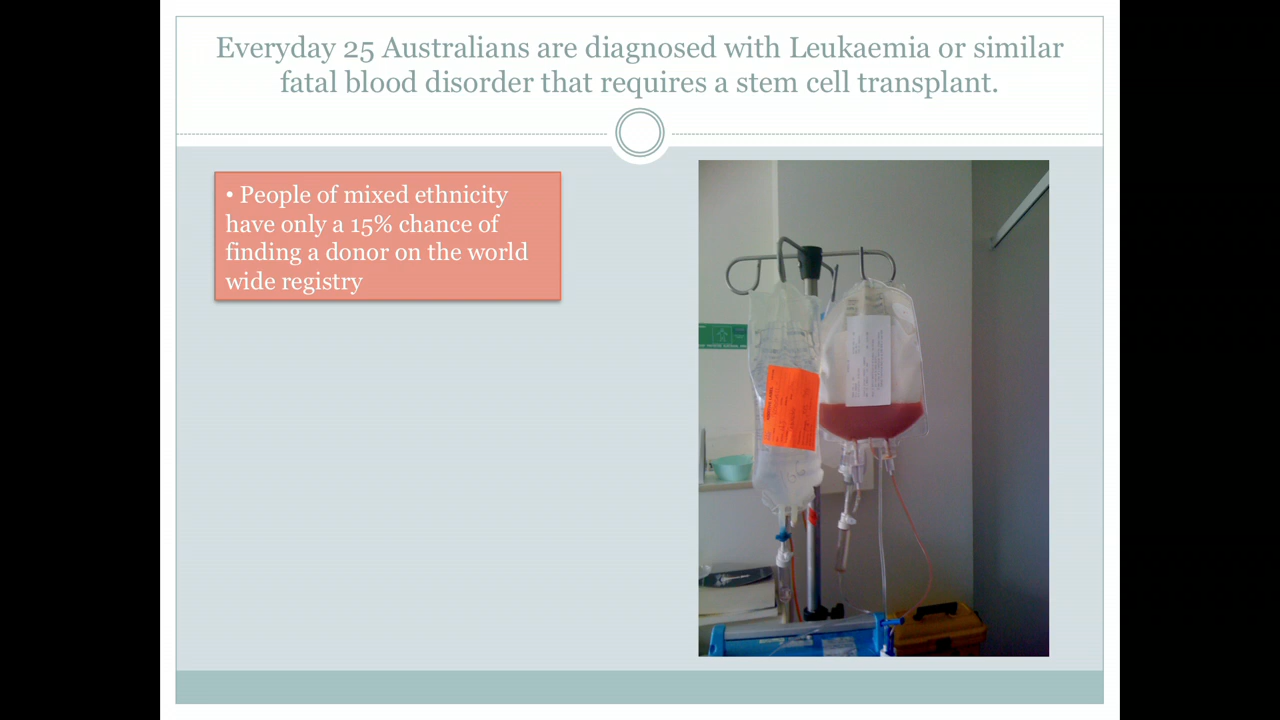 Everyday 25 Australians are diagnosed with Leukaemia or similar
fatal blood disorder that requires a stem cell transplant.
• People of mixed ethnicity
have only a 15% chance of
finding a donor on the world
wide registry